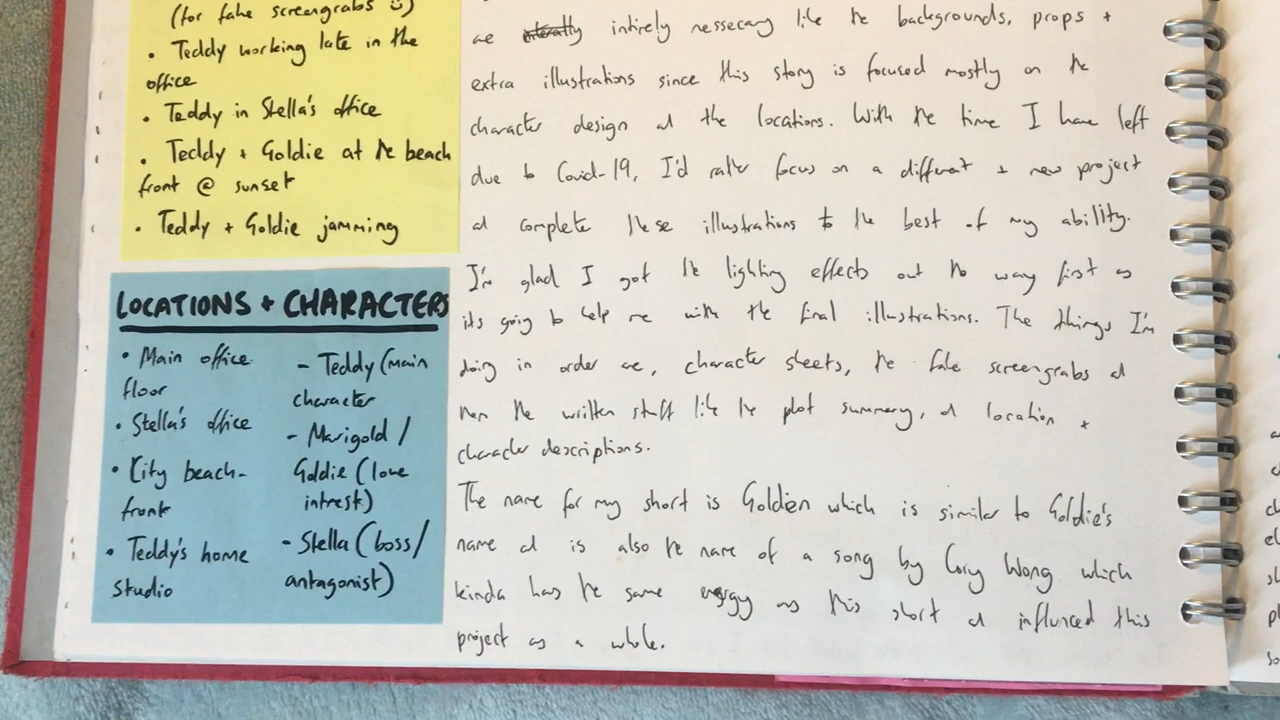 (for fake screengrabs :))
• Teddy working late in the
office
• Teddy in Stella's office
• Teddy + Goldie at the beach
front @ sunset
• Teddy + Goldie jamming
LOCATIONS + CHARACTERS
• Main office
floor
• Stella's office
• City beach-
front
• Teddy's home
studio
- Teddy (main
character
- Marigold /
Goldie (love
intrest)
- Stella (boss/
antagonist)
are intirely nessecary like the backgrounds, props +
extra illustrations since this story is focused mostly on the
character design and the locations. With the time I have left
due to Covid-19, I'd rather focus on a different + new project
and complete these illustrations to the best of my ability.
I'm glad I got the lighting effects out the way first as
its going to help me with the final illustrations. The things I'm
doing in order are, character sheets, the fake screengrabs and
then the written stuff like the plot summary, and location +
character descriptions.
The name for my short is Golden which is similar to Goldie's
name and is also the name of a song by Cory Wong which
kinda has the same energy as this short and influnced this
project as a whole.